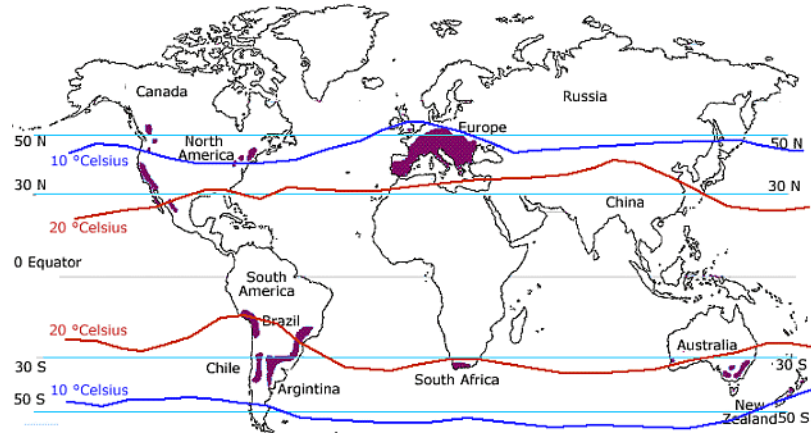 Canada
Russia
Europe
50 N
North
America
50 N
10 °Celsius
30 N
30 N
China
20 °Celsius
0 Equator
South
America
Brazil
20 °Celsius
Australia
Chile
30 S
South Africa
30 S
Argintina
10 °Celsius
50 S
New
Zealand
50 S